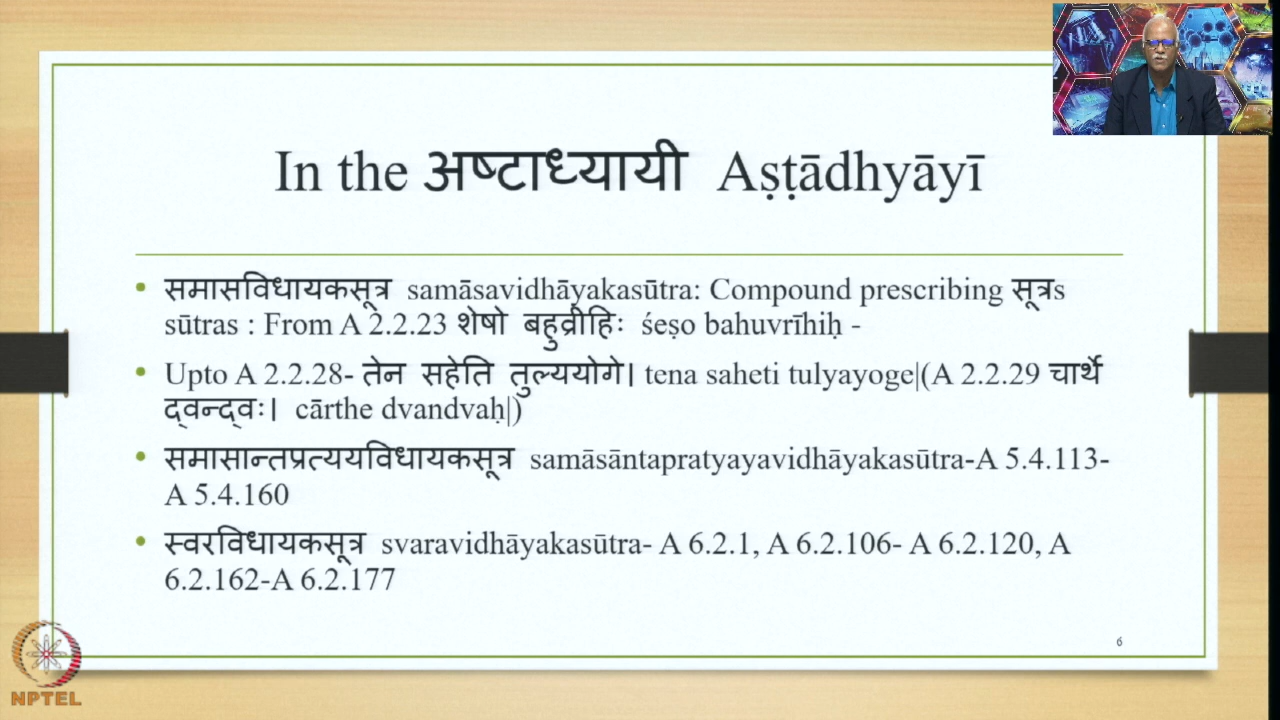 In the अष्टाध्यायी Aṣṭādhyāyī
• समासविधायकसूत्र samāsavidhāyakasūtra: Compound prescribing सूत्रs
sūtras : From A 2.2.23 शेषो बहुव्रीहिः śeṣo bahuvrīhiḥ -
• Upto A 2.2.28- तेन सहेति तुल्ययोगे। tena saheti tulyayoge|(A 2.2.29 चार्थे
द्वन्द्वः। cārthe dvandvaḥ|)
• समासान्तप्रत्ययविधायकसूत्र samāsāntapratyayavidhāyakasūtra-A 5.4.113-
A 5.4.160
• स्वरविधायकसूत्र svaravidhāyakasūtra- A 6.2.1, A 6.2.106- A 6.2.120, A
6.2.162-A 6.2.177
6
NPTEL